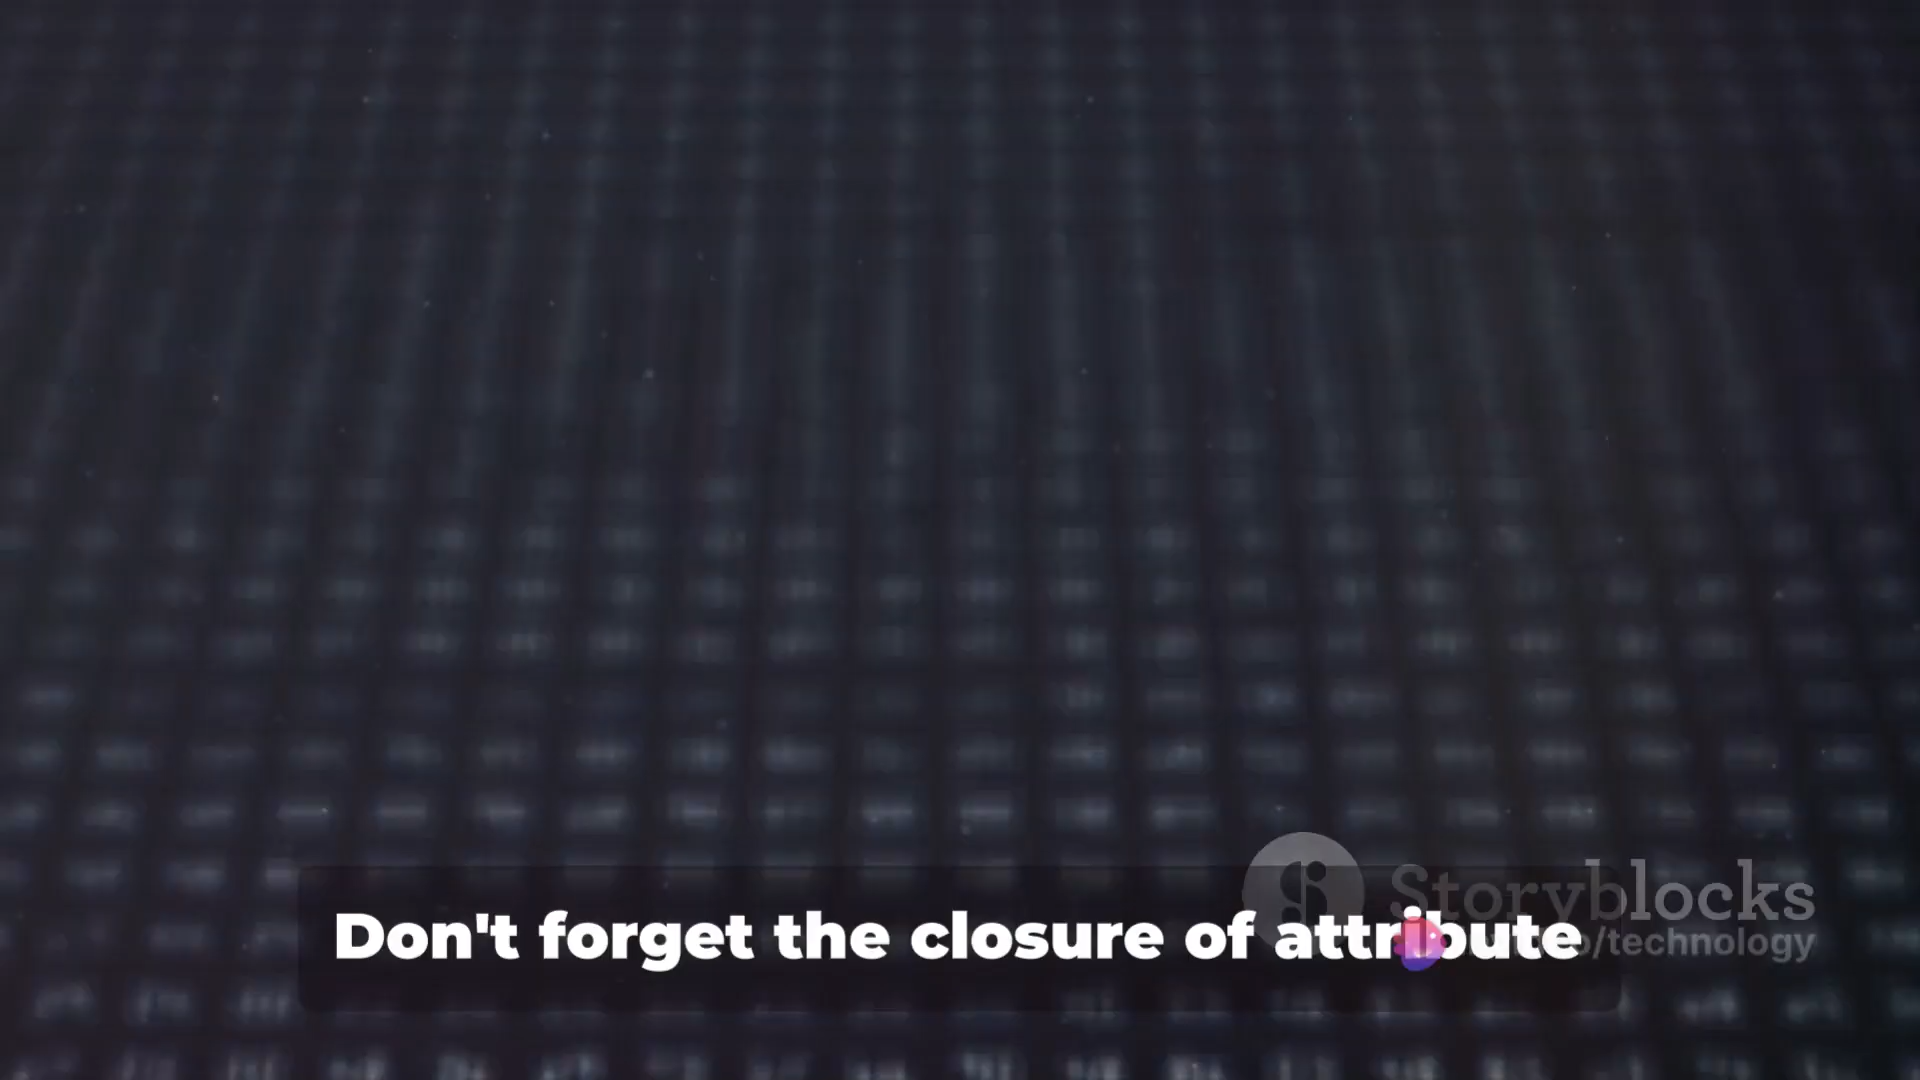 Storyblocks
Don't forget the closure of attribute
/technology